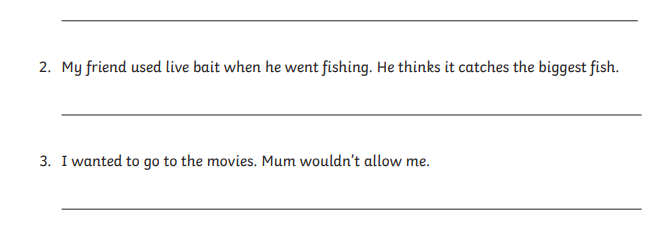 2. My friend used live bait when he went fishing. He thinks it catches the biggest fish.
3. I wanted to go to the movies. Mum wouldn't allow me.